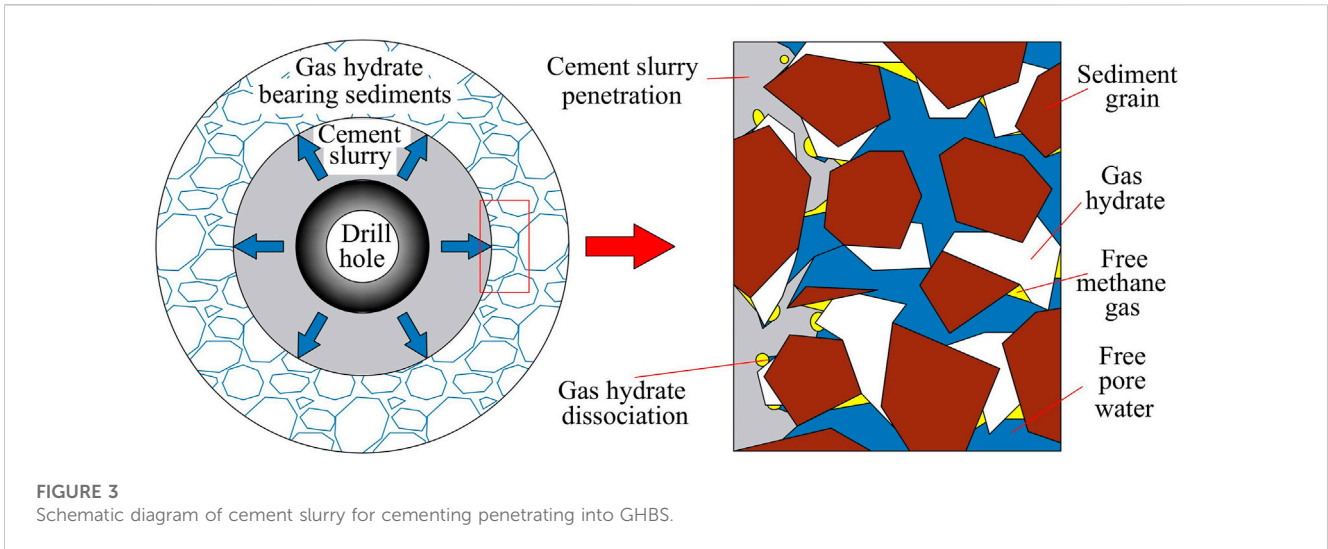 Gas hydrate
bearing sediments
Cement
slurry
Drill
hole
Cement slurry
penetration
Gas hydrate
dissociation
Sediment
grain
Gas
hydrate
Free
methane
gas
Free
pore
water
FIGURE 3
Schematic diagram of cement slurry for cementing penetrating into GHBS.